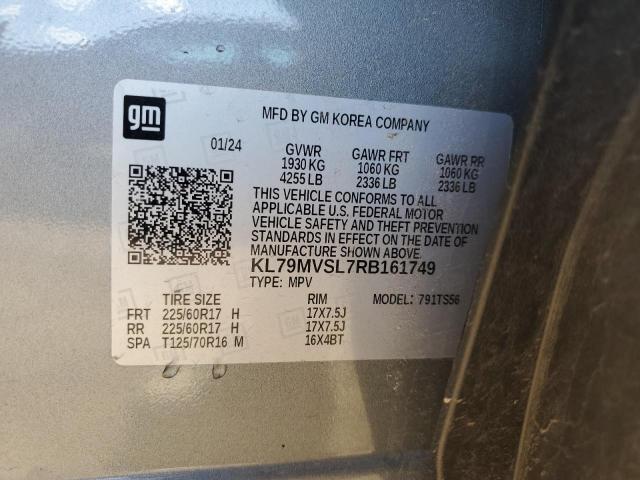 gm
MFD BY GM KOREA COMPANY
01/24 GVWR GAWR FRT GAWR RR
1930 KG 1060 KG 1060 KG
4255 LB 2336 LB 2336 LB
THIS VEHICLE CONFORMS TO ALL
APPLICABLE U.S. FEDERAL MOTOR
VEHICLE SAFETY AND THEFT PREVENTION
STANDARDS IN EFFECT ON THE DATE OF
MANUFACTURE SHOWN ABOVE.
KL79MVSL7RB161749
TYPE: MPV MODEL: 791TS56
TIRE SIZE RIM
FRT 225/60R17 H 17X7.5J
RR 225/60R17 H 17X7.5J
SPA T125/70R16 M 16X4BT